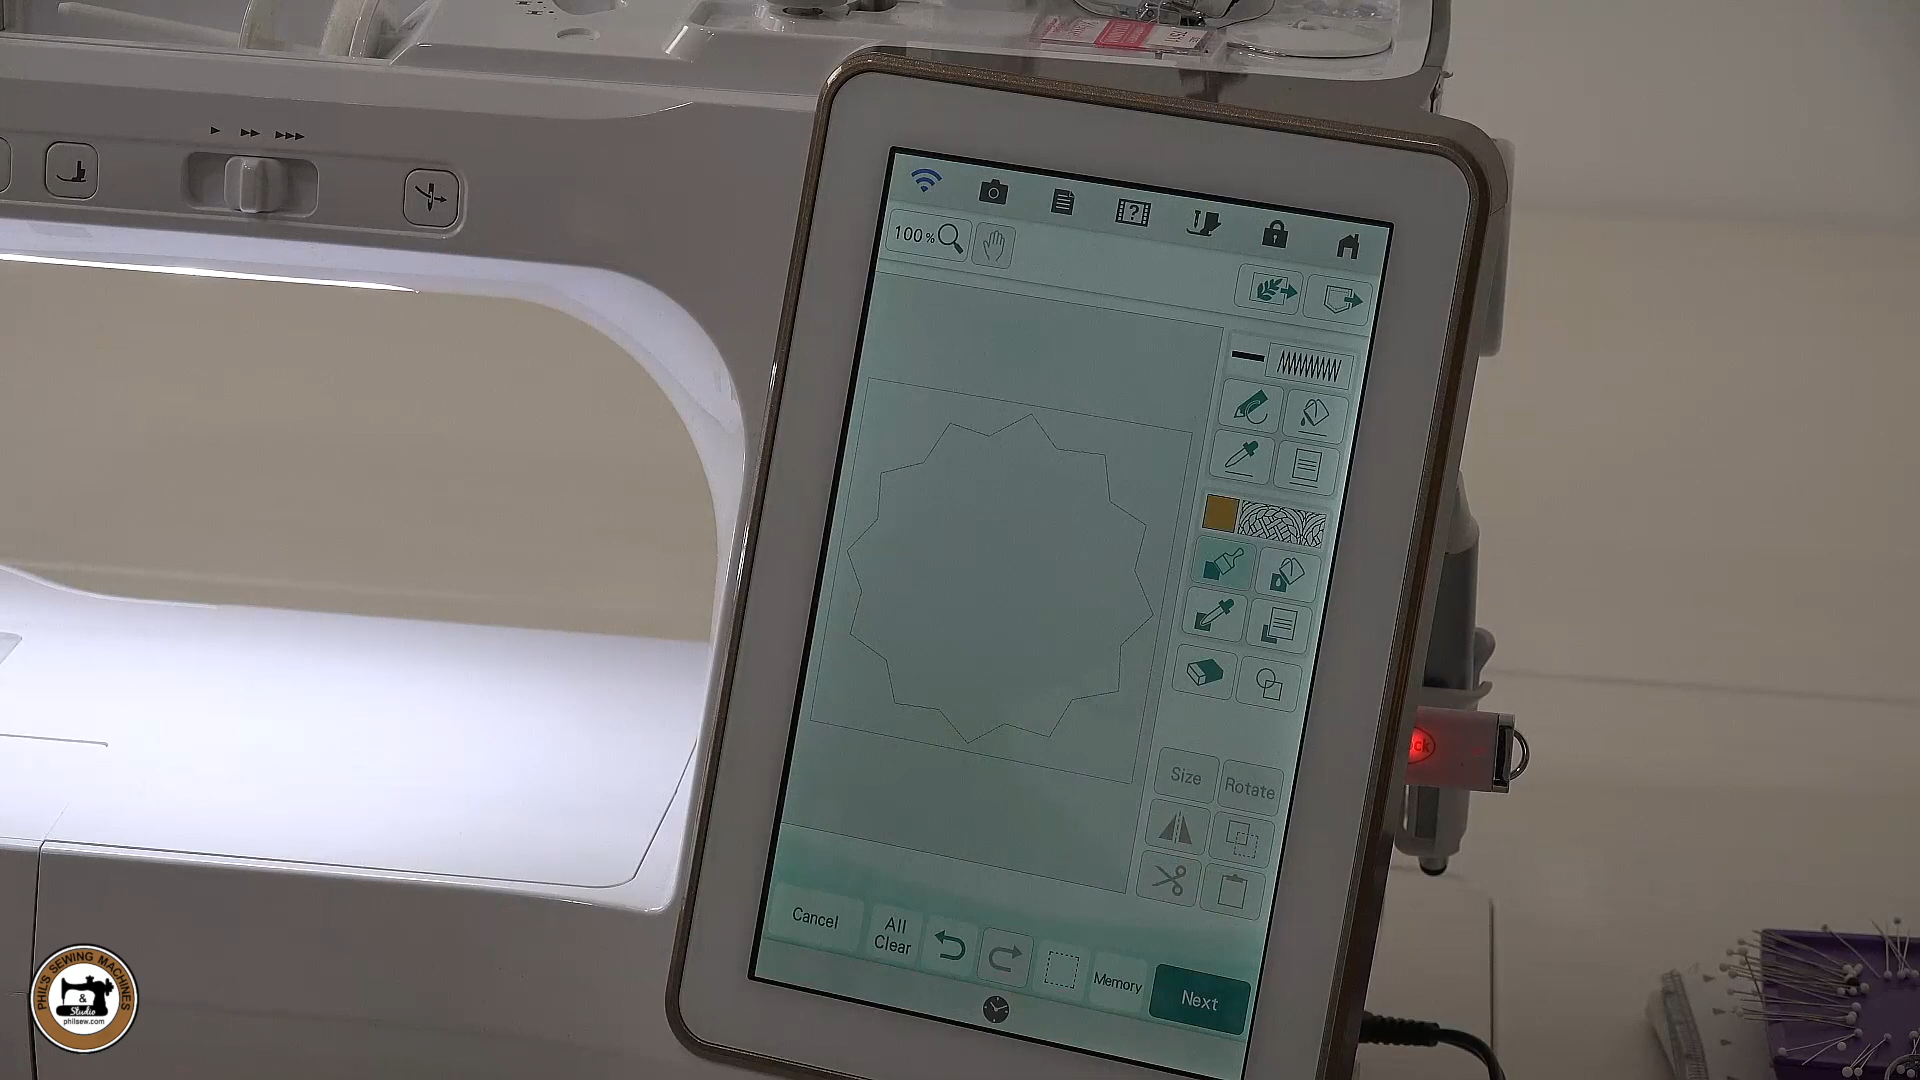 100%
Size
Rotate
Cancel
All
Clear
Memory
Next
PHIL'S SEWING MACHINES
&
Studio
philsew.com